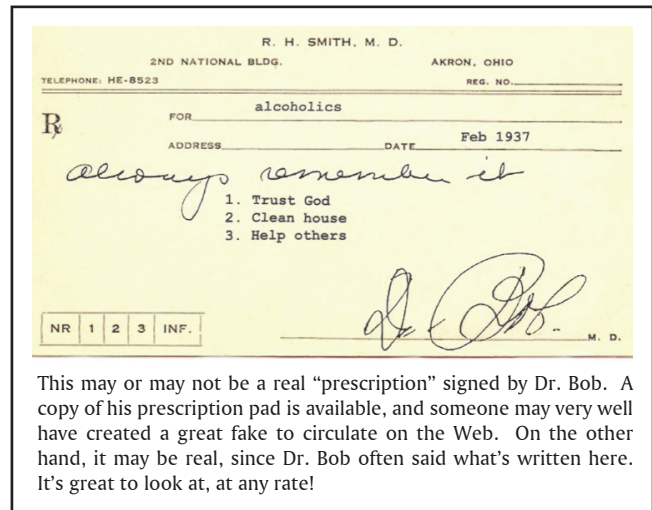 R. H. SMITH, M. D.
2ND NATIONAL BLDG. AKRON, OHIO
TELEPHONE: HE-8523 REG. NO.
℞ FOR alcoholics
ADDRESS DATE Feb 1937
always remember it
1. Trust God
2. Clean house
3. Help others
NR 1 2 3 INF. Dr. Bob. M. D.
This may or may not be a real “prescription” signed by Dr. Bob. A
copy of his prescription pad is available, and someone may very well
have created a great fake to circulate on the Web. On the other
hand, it may be real, since Dr. Bob often said what’s written here.
It’s great to look at, at any rate!